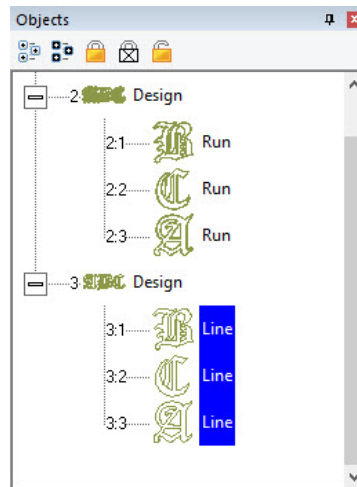 Objects
2 Design
2:1 B Run
2:2 C Run
2:3 A Run
3 Design
3:1 B Line
3:2 C Line
3:3 A Line